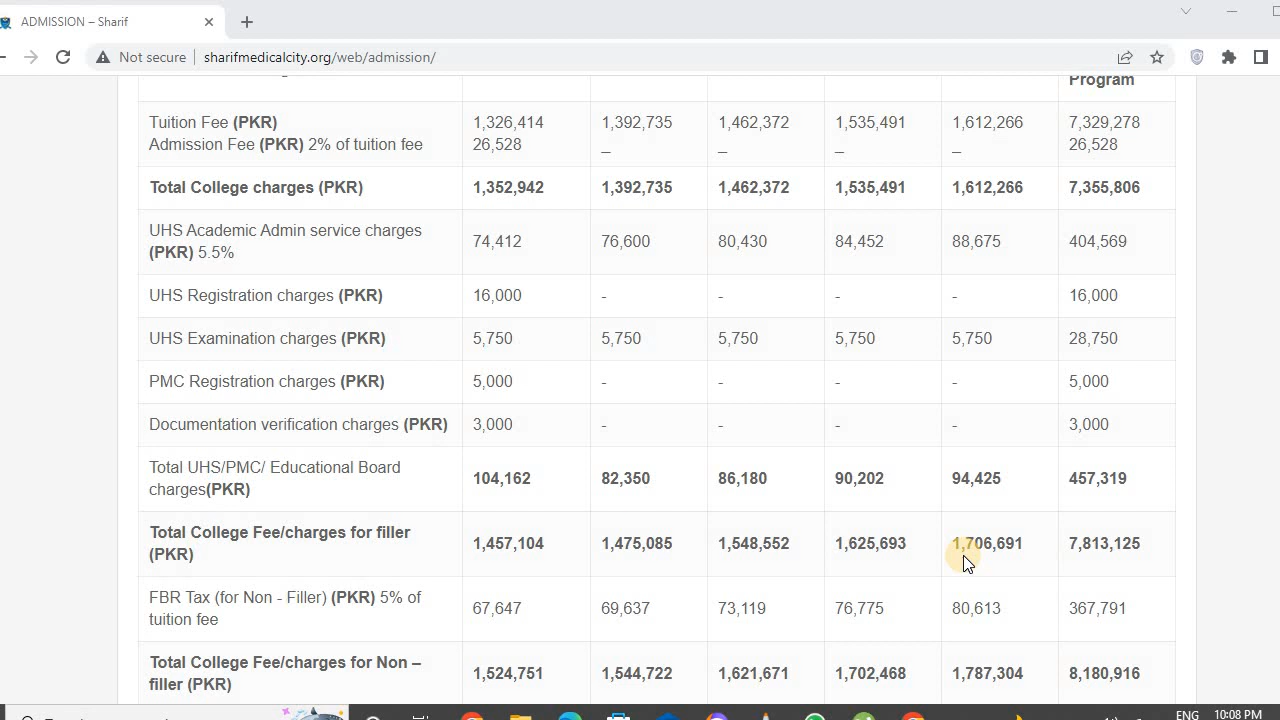 ADMISSION – Sharif
Not secure sharifmedicalcity.org/web/admission/
Program
Tuition Fee (PKR) 1,326,414 1,392,735 1,462,372 1,535,491 1,612,266 7,329,278
Admission Fee (PKR) 2% of tuition fee 26,528 – – – – 26,528
Total College charges (PKR) 1,352,942 1,392,735 1,462,372 1,535,491 1,612,266 7,355,806
UHS Academic Admin service charges
(PKR) 5.5% 74,412 76,600 80,430 84,452 88,675 404,569
UHS Registration charges (PKR) 16,000 - - - - 16,000
UHS Examination charges (PKR) 5,750 5,750 5,750 5,750 5,750 28,750
PMC Registration charges (PKR) 5,000 - - - - 5,000
Documentation verification charges (PKR) 3,000 - - - - 3,000
Total UHS/PMC/ Educational Board
charges(PKR) 104,162 82,350 86,180 90,202 94,425 457,319
Total College Fee/charges for filler
(PKR) 1,457,104 1,475,085 1,548,552 1,625,693 1,706,691 7,813,125
FBR Tax (for Non - Filler) (PKR) 5% of
tuition fee 67,647 69,637 73,119 76,775 80,613 367,791
Total College Fee/charges for Non –
filler (PKR) 1,524,751 1,544,722 1,621,671 1,702,468 1,787,304 8,180,916
ENG 10:08 PM